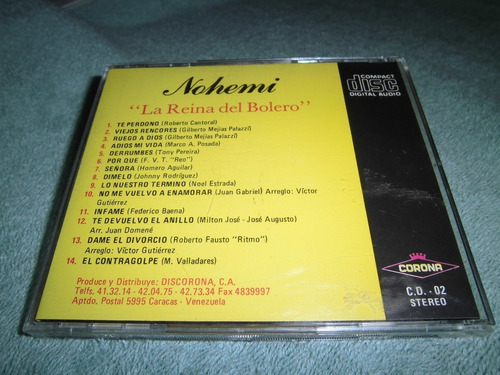 Nohemi
"La Reina del Bolero"
COMPACT
disc
DIGITAL AUDIO
1. TE PERDONO (Roberto Cantoral)
2. VIEJOS RENCORES (Gilberto Mejías Palazzi)
3. RUEGO A DIOS (Gilberto Mejías Palazzi)
4. ADIOS MI VIDA (Marco A. Posada)
5. DERRUMBES (Tony Pereira)
6. POR QUE (F. V. T. "Reo")
7. SEÑORA (Homero Aguilar)
8. DIMELO (Johnny Rodríguez)
9. LO NUESTRO TERMINO (Noel Estrada)
10. NO ME VUELVO A ENAMORAR (Juan Gabriel) Arreglo: Víctor
Gutiérrez
11. INFAME (Federico Baena)
12. TE DEVUELVO EL ANILLO (Milton José - José Augusto)
Arr. Juan Domené
13. DAME EL DIVORCIO (Roberto Fausto "Ritmo")
Arreglo: Víctor Gutiérrez
14. EL CONTRAGOLPE (M. Valladares)
Produce y Distribuye: DISCORONA, C.A.
Telfs, 41.32.14 - 42.04.75 - 42.73.34 Fax 4839997
Aptdo. Postal 5995 Caracas - Venezuela
CORONA
C.D. - 02
STEREO